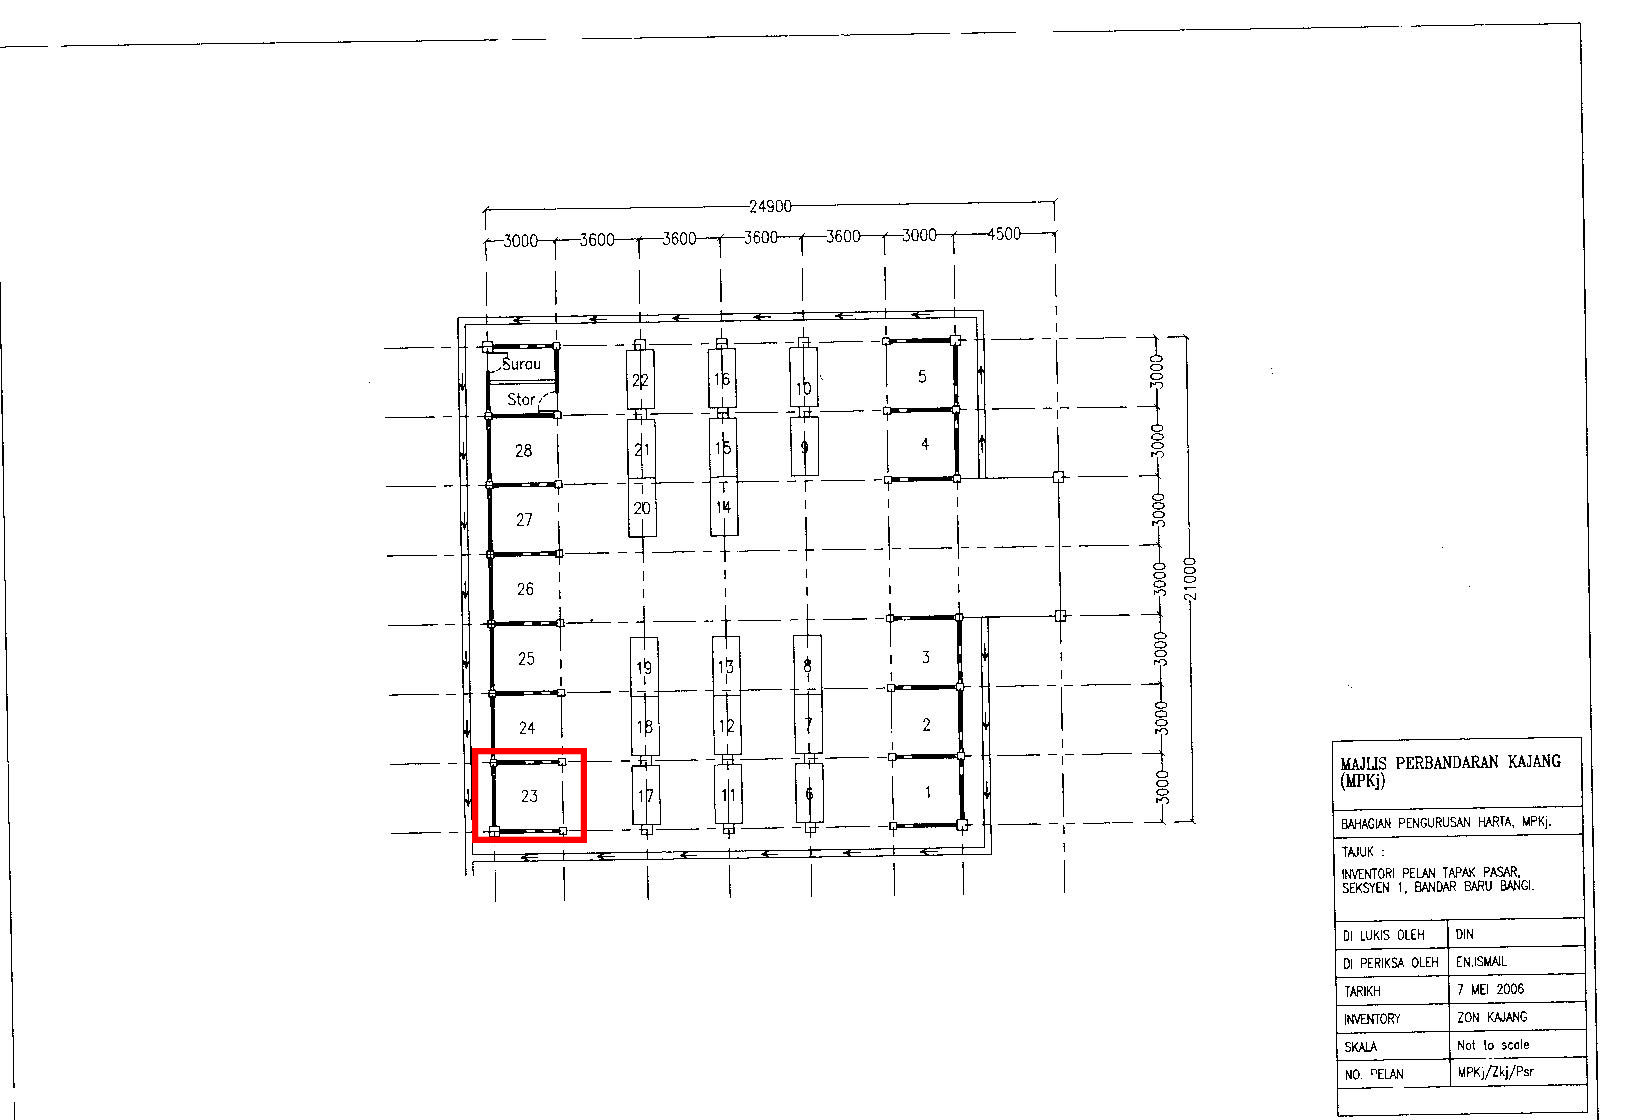 24900
3000 3600 3600 3600 3600 3000 4500
Surau
Stor
22 16 10 5
28 21 15 9 4
27 20 14
26
25 19 13 8 3
24 18 12 7 2
23 17 11 6 1
3000
3000
3000
3000
3000
3000
3000
21000
MAJLIS PERBANDARAN KAJANG
(MPKj)
BAHAGIAN PENGURUSAN HARTA, MPKj.
TAJUK :
INVENTORI PELAN TAPAK PASAR,
SEKSYEN 1, BANDAR BARU BANGI.
DI LUKIS OLEH DIN
DI PERIKSA OLEH EN.ISMAIL
TARIKH 7 MEI 2006
INVENTORY ZON KAJANG
SKALA Not to scale
NO. PELAN MPKj/Zkj/Psr